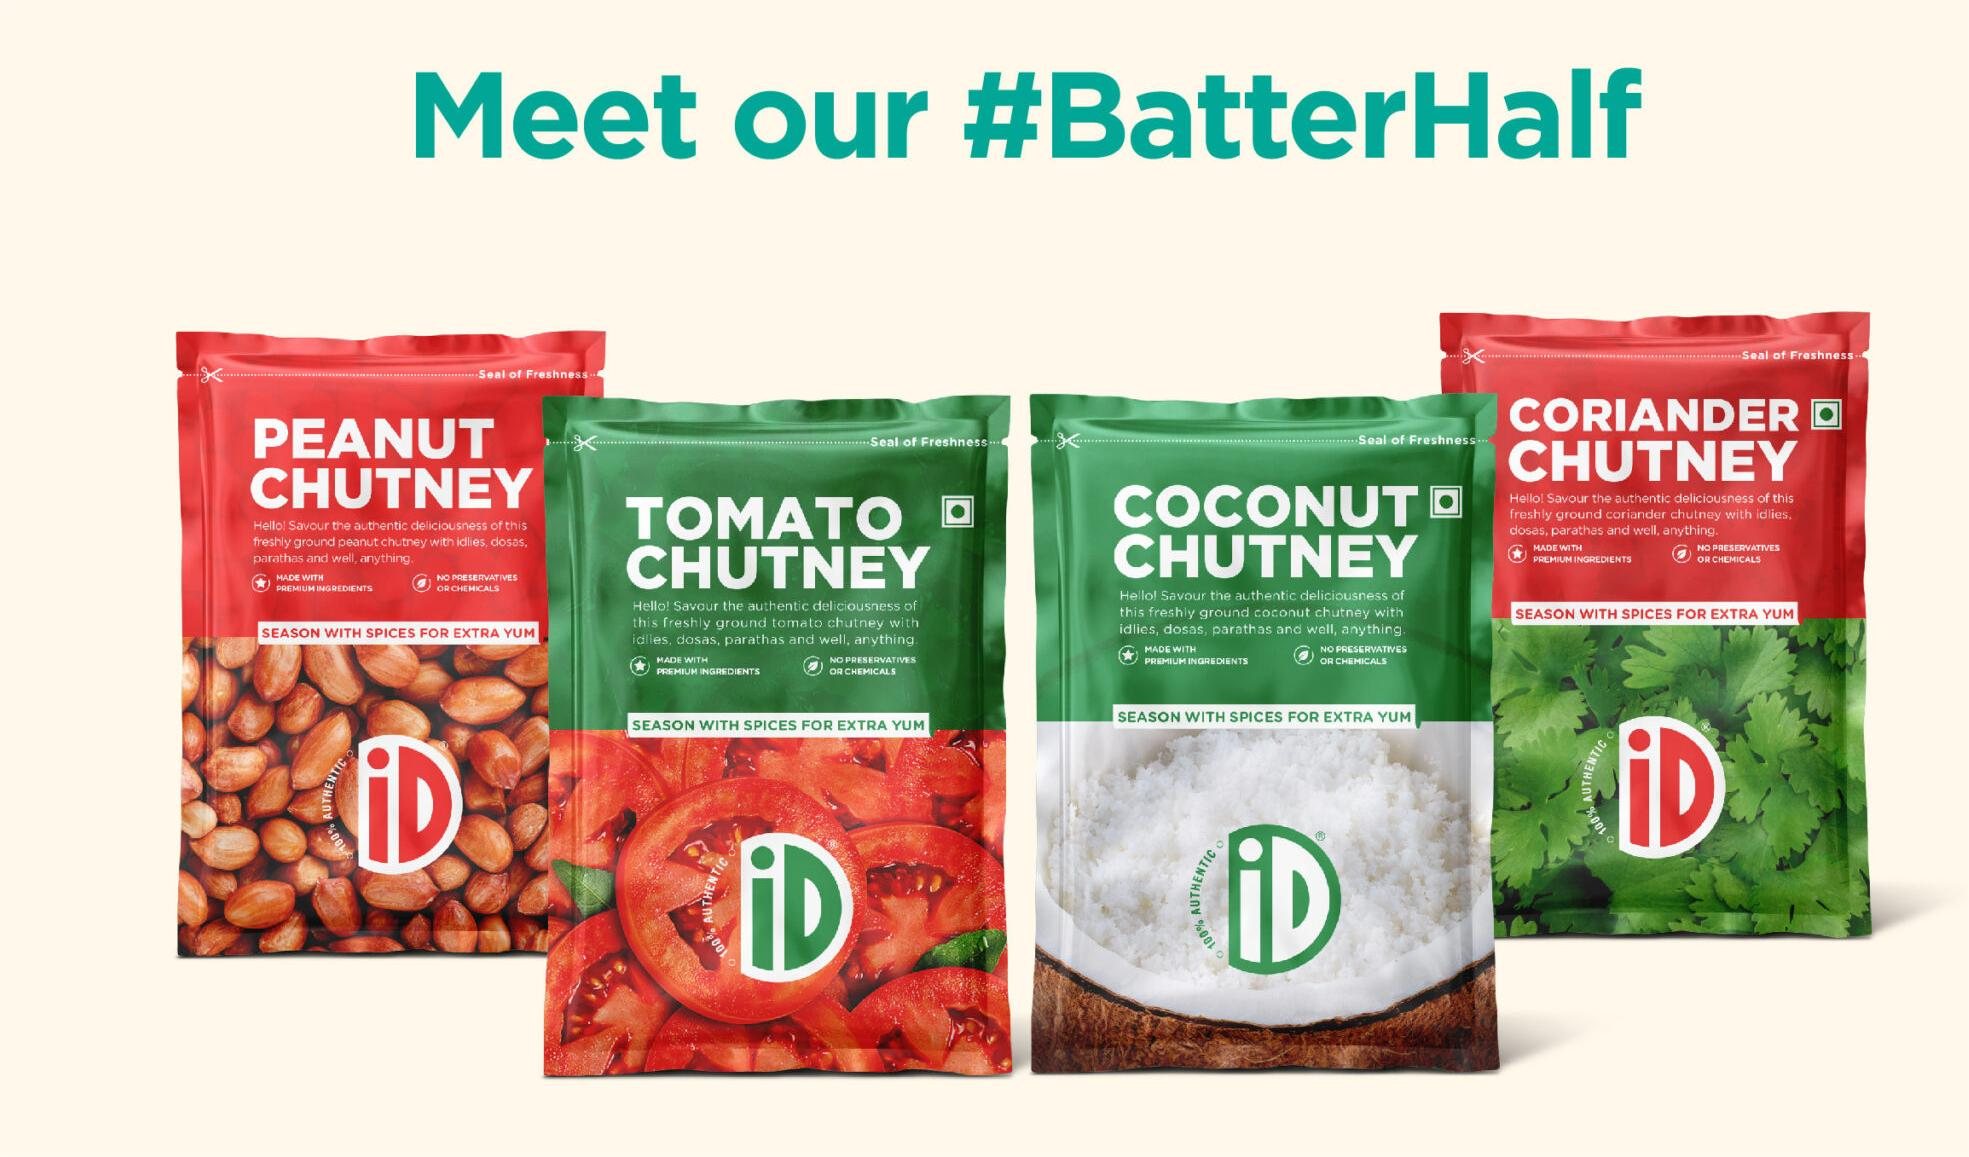 Meet our #BatterHalf
Seal of Freshness
PEANUT
CHUTNEY
Hello! Savour the authentic deliciousness of this
freshly ground peanut chutney with idlies, dosas,
parathas and well, anything.
MADE WITH
PREMIUM INGREDIENTS
NO PRESERVATIVES
OR CHEMICALS
SEASON WITH SPICES FOR EXTRA YUM
100% AUTHENTIC
iD
®
Seal of Freshness
TOMATO
CHUTNEY
Hello! Savour the authentic deliciousness of
this freshly ground tomato chutney with
idlies, dosas, parathas and well, anything.
MADE WITH
PREMIUM INGREDIENTS
NO PRESERVATIVES
OR CHEMICALS
SEASON WITH SPICES FOR EXTRA YUM
100% AUTHENTIC
iD
®
Seal of Freshness
COCONUT
CHUTNEY
Hello! Savour the authentic deliciousness of
this freshly ground coconut chutney with
idlies, dosas, parathas and well, anything.
MADE WITH
PREMIUM INGREDIENTS
NO PRESERVATIVES
OR CHEMICALS
SEASON WITH SPICES FOR EXTRA YUM
100% AUTHENTIC
iD
®
Seal of Freshness
CORIANDER
CHUTNEY
Hello! Savour the authentic deliciousness of this
freshly ground coriander chutney with idlies,
dosas, parathas and well, anything.
MADE WITH
PREMIUM INGREDIENTS
NO PRESERVATIVES
OR CHEMICALS
SEASON WITH SPICES FOR EXTRA YUM
100% AUTHENTIC
iD
®